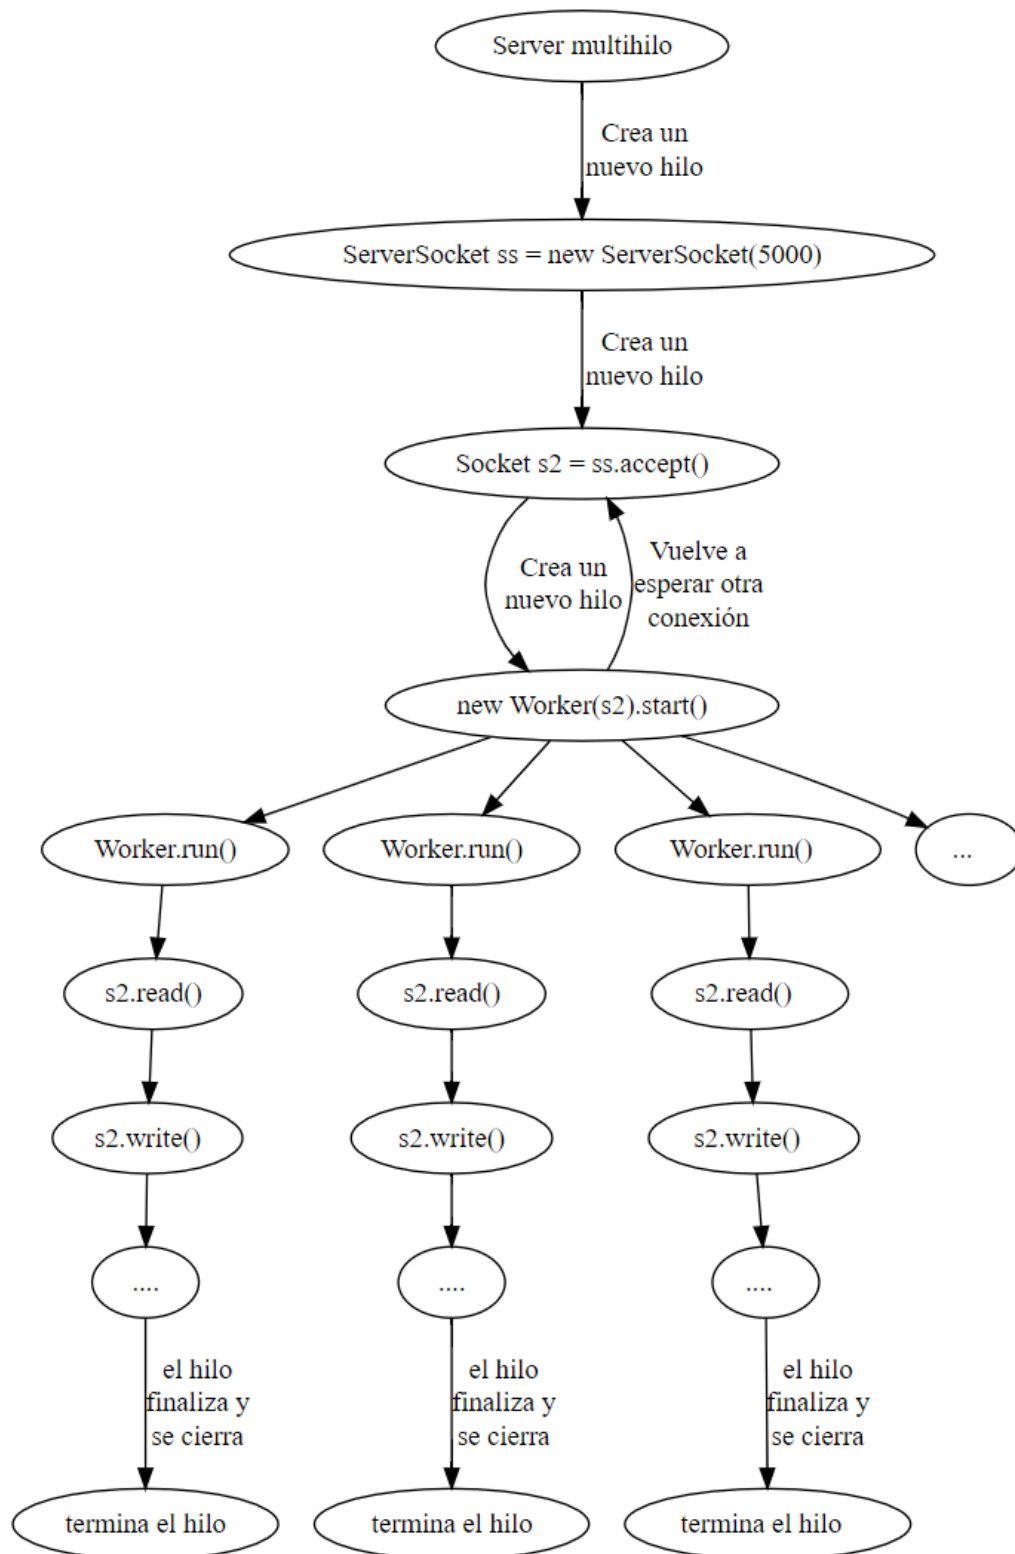 Server multihilo
Crea un
nuevo hilo
ServerSocket ss = new ServerSocket(5000)
Crea un
nuevo hilo
Socket s2 = ss.accept()
Crea un
nuevo hilo
Vuelve a
esperar otra
conexión
new Worker(s2).start()
Worker.run()
Worker.run()
Worker.run()
...
s2.read()
s2.read()
s2.read()
s2.write()
s2.write()
s2.write()
....
....
....
el hilo
finaliza y
se cierra
el hilo
finaliza y
se cierra
el hilo
finaliza y
se cierra
termina el hilo
termina el hilo
termina el hilo